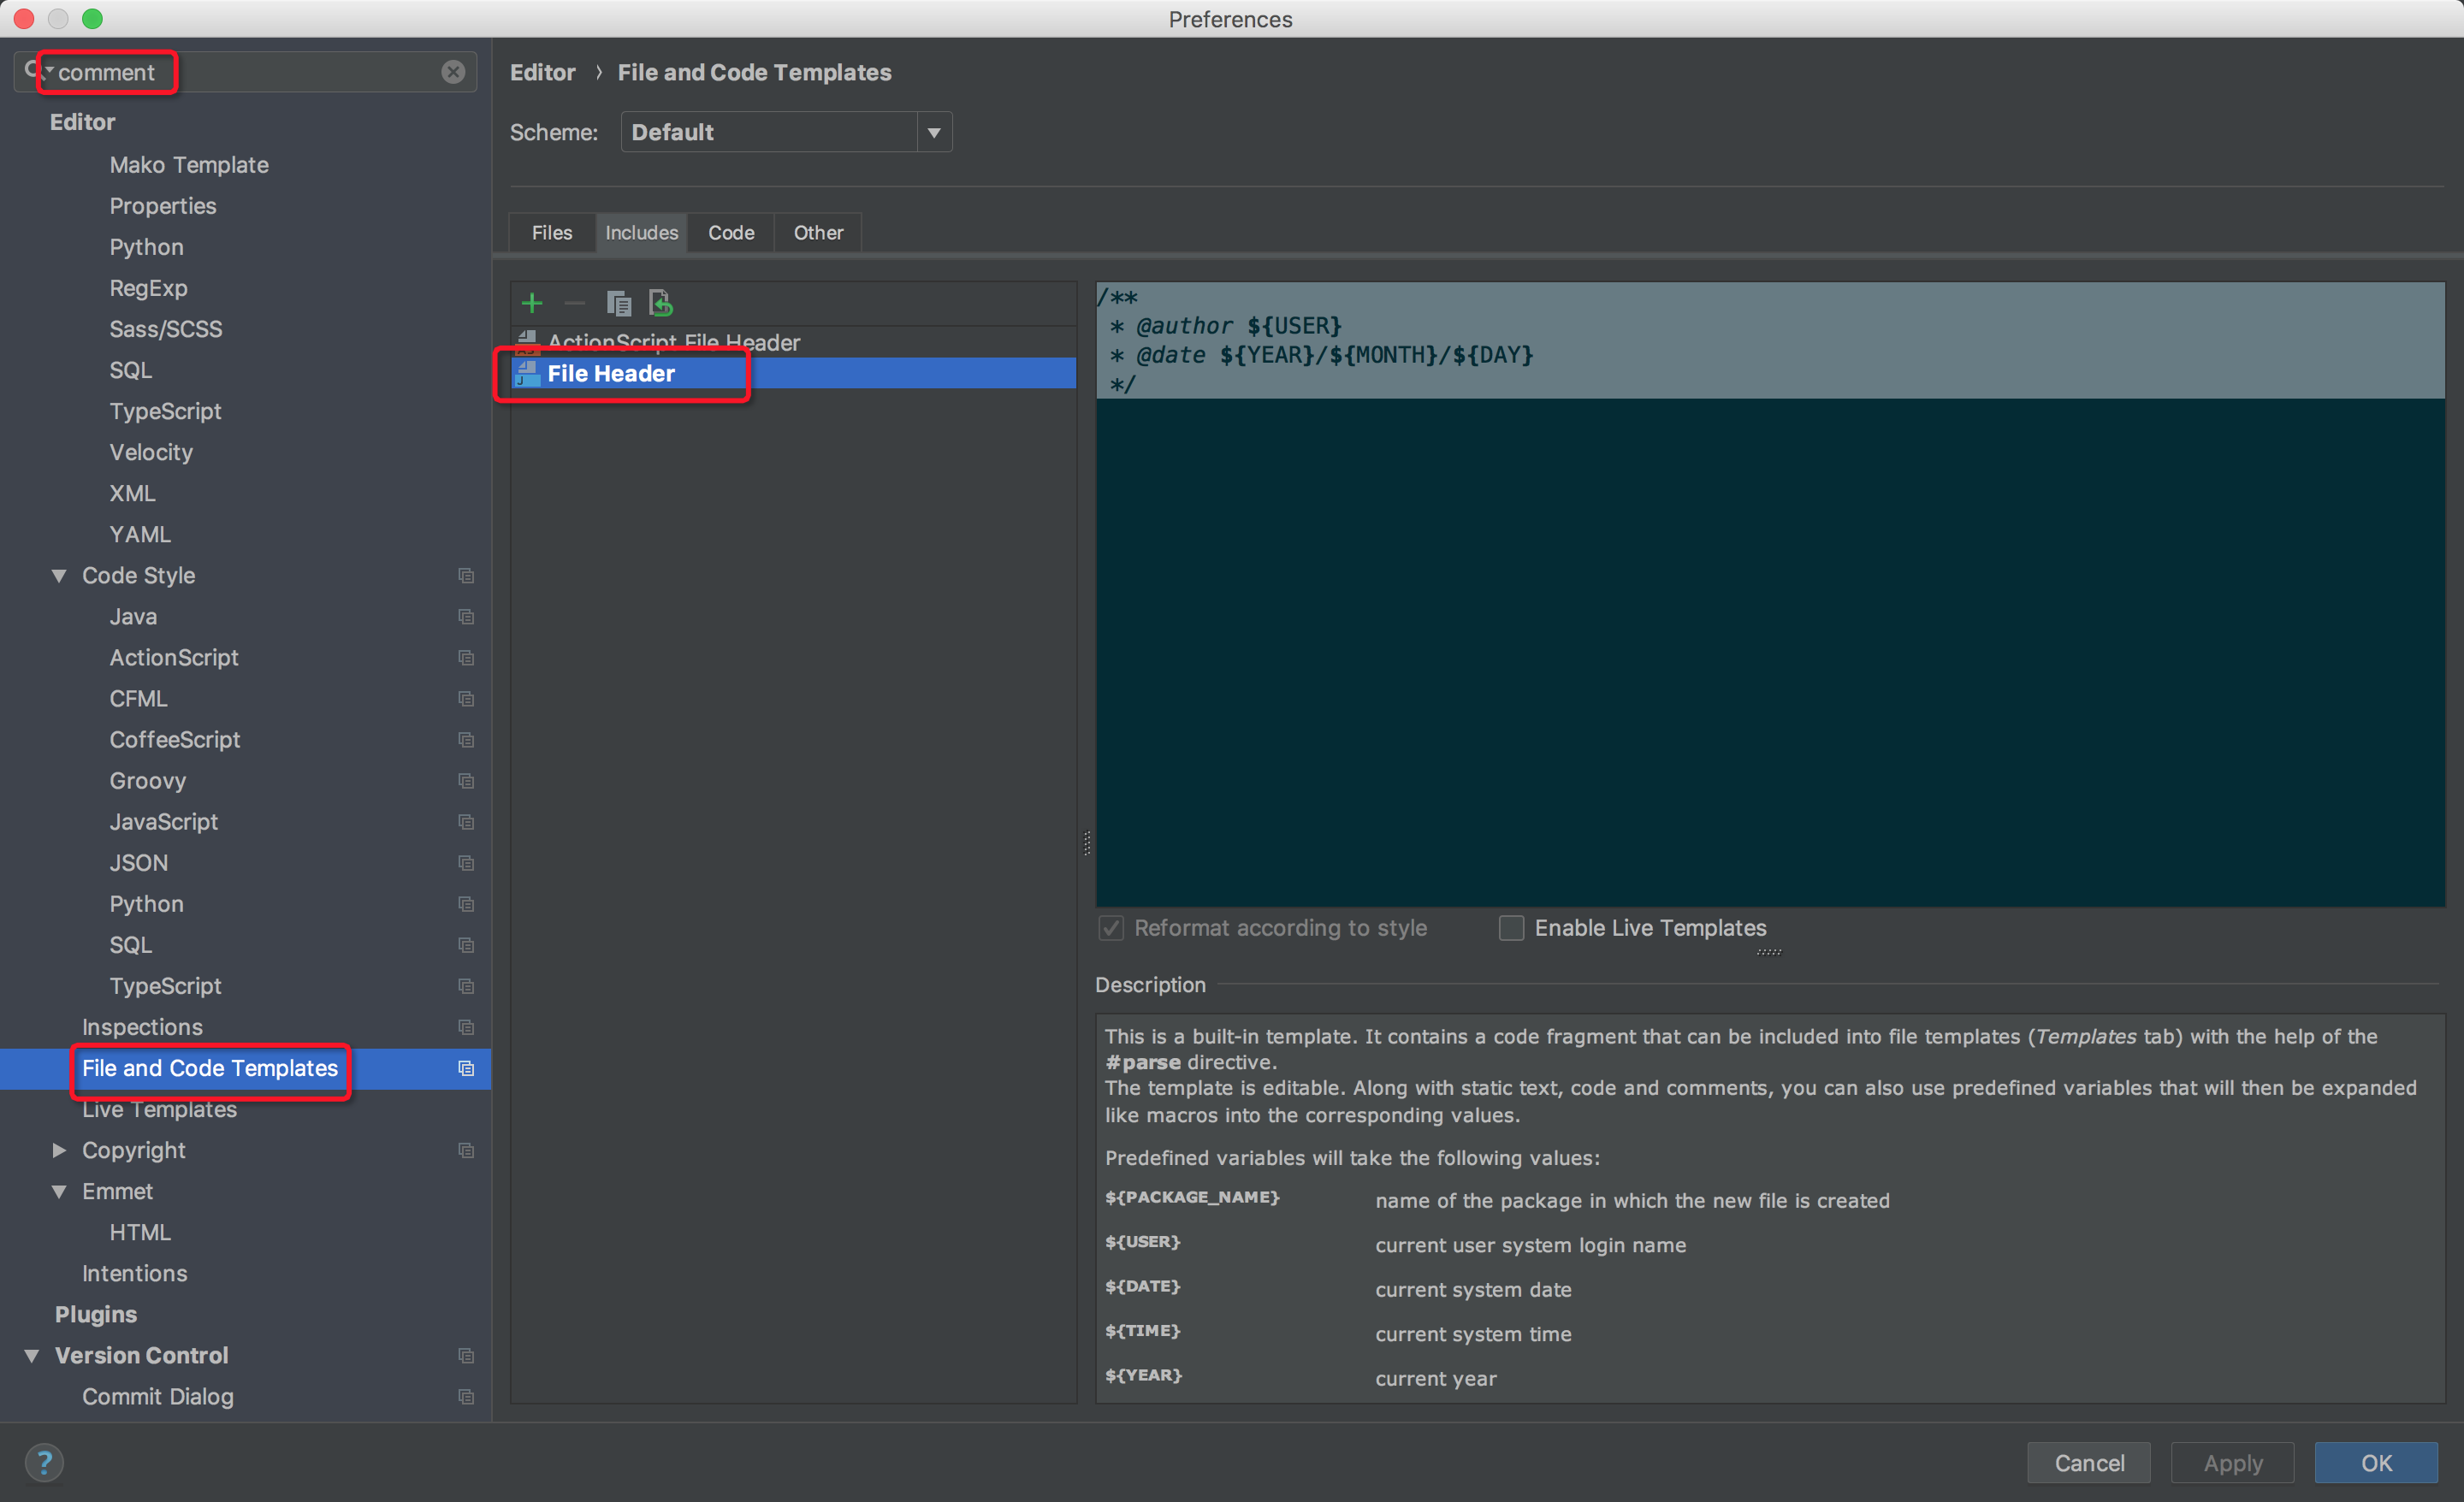 Preferences
comment
Editor
Mako Template
Properties
Python
RegExp
Sass/SCSS
SQL
TypeScript
Velocity
XML
YAML
Code Style
Java
ActionScript
CFML
CoffeeScript
Groovy
JavaScript
JSON
Python
SQL
TypeScript
Inspections
File and Code Templates
Live Templates
Copyright
Emmet
HTML
Intentions
Plugins
Version Control
Commit Dialog
Editor › File and Code Templates
Scheme: Default
Files Includes Code Other
ActionScript File Header
File Header
/**
 * @author ${USER}
 * @date ${YEAR}/${MONTH}/${DAY}
 */
Reformat according to style Enable Live Templates
Description
This is a built-in template. It contains a code fragment that can be included into file templates (Templates tab) with the help of the
#parse directive.
The template is editable. Along with static text, code and comments, you can also use predefined variables that will then be expanded
like macros into the corresponding values.
Predefined variables will take the following values:
${PACKAGE_NAME} name of the package in which the new file is created
${USER} current user system login name
${DATE} current system date
${TIME} current system time
${YEAR} current year
? Cancel Apply OK